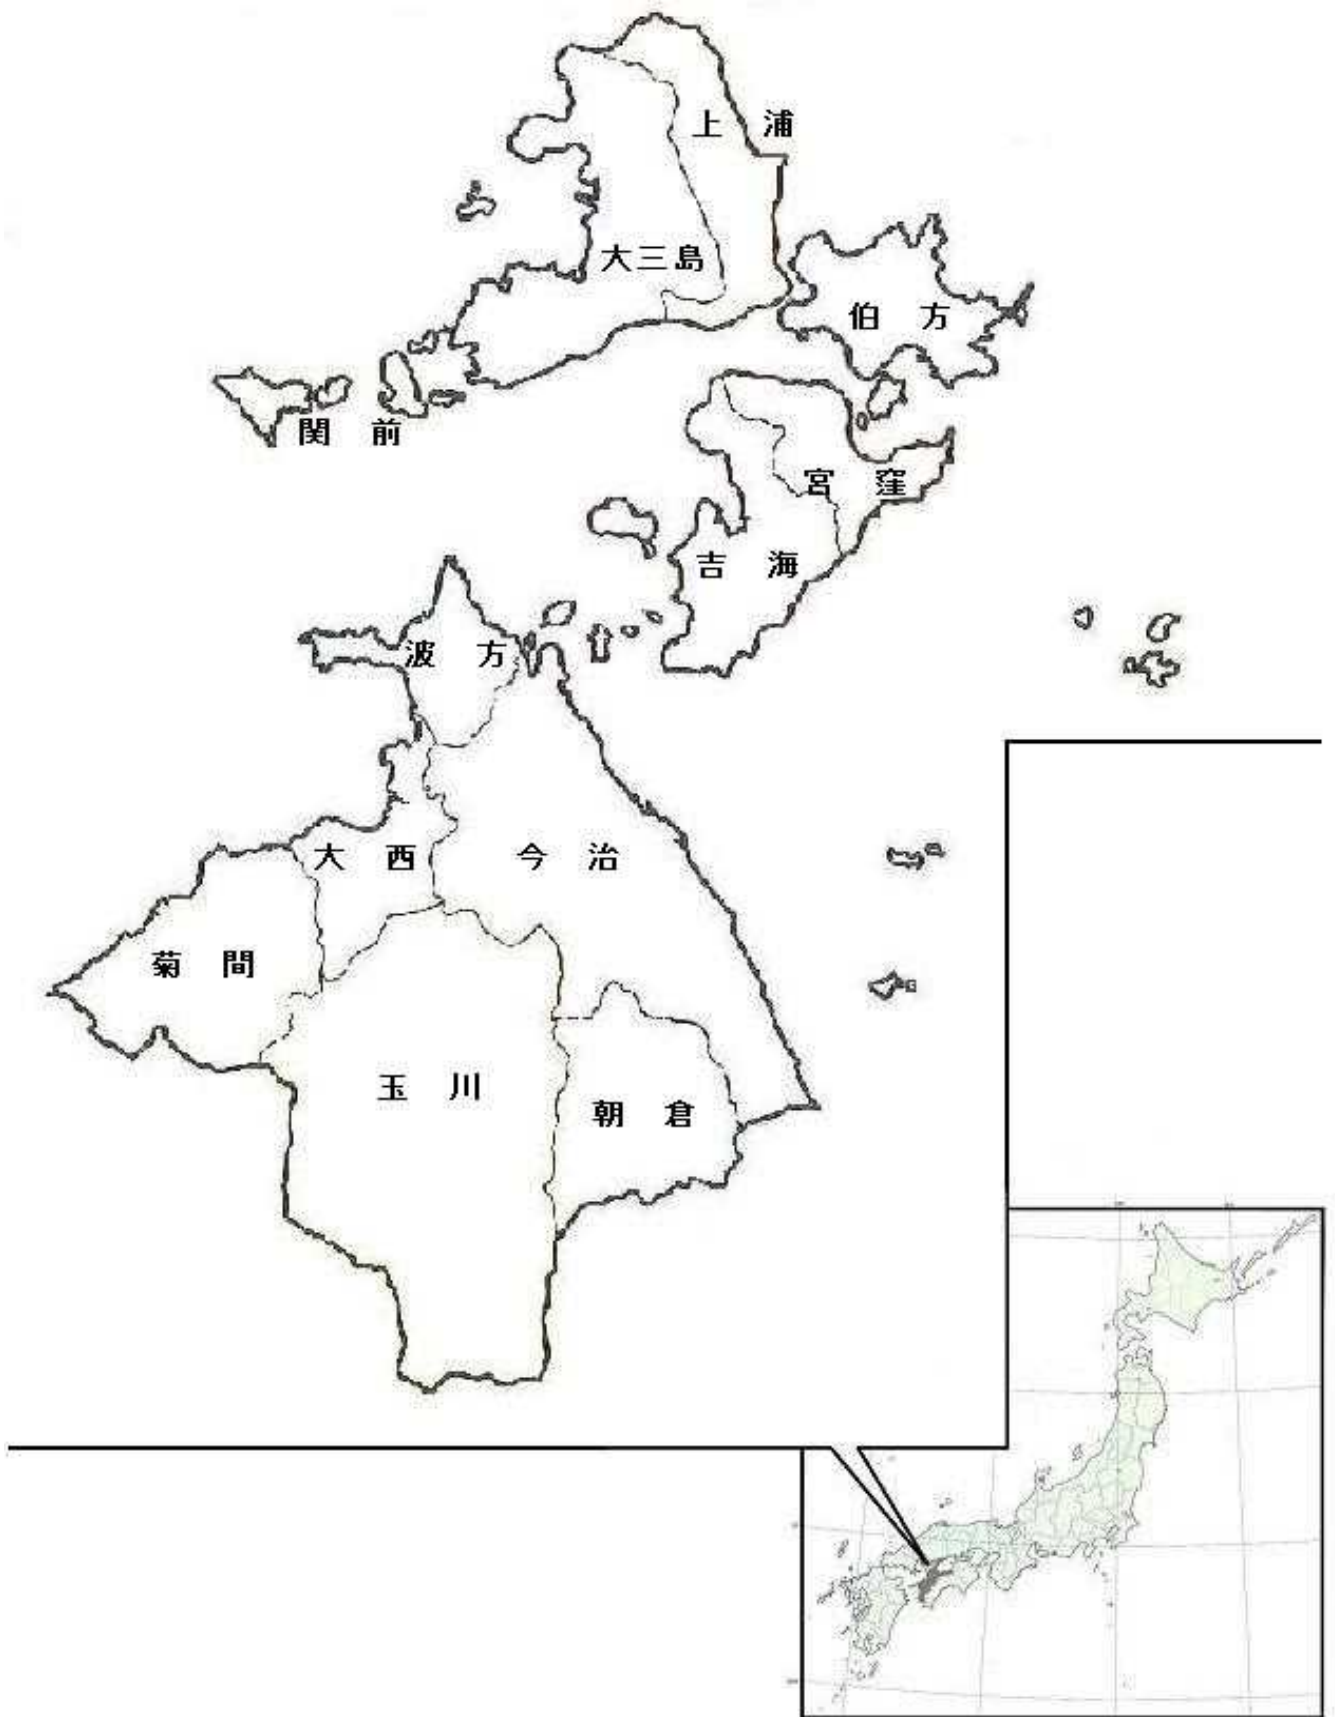 上浦
大三島
伯方
関前
宮窪
吉海
波方
大西
今治
菊間
玉川
朝倉